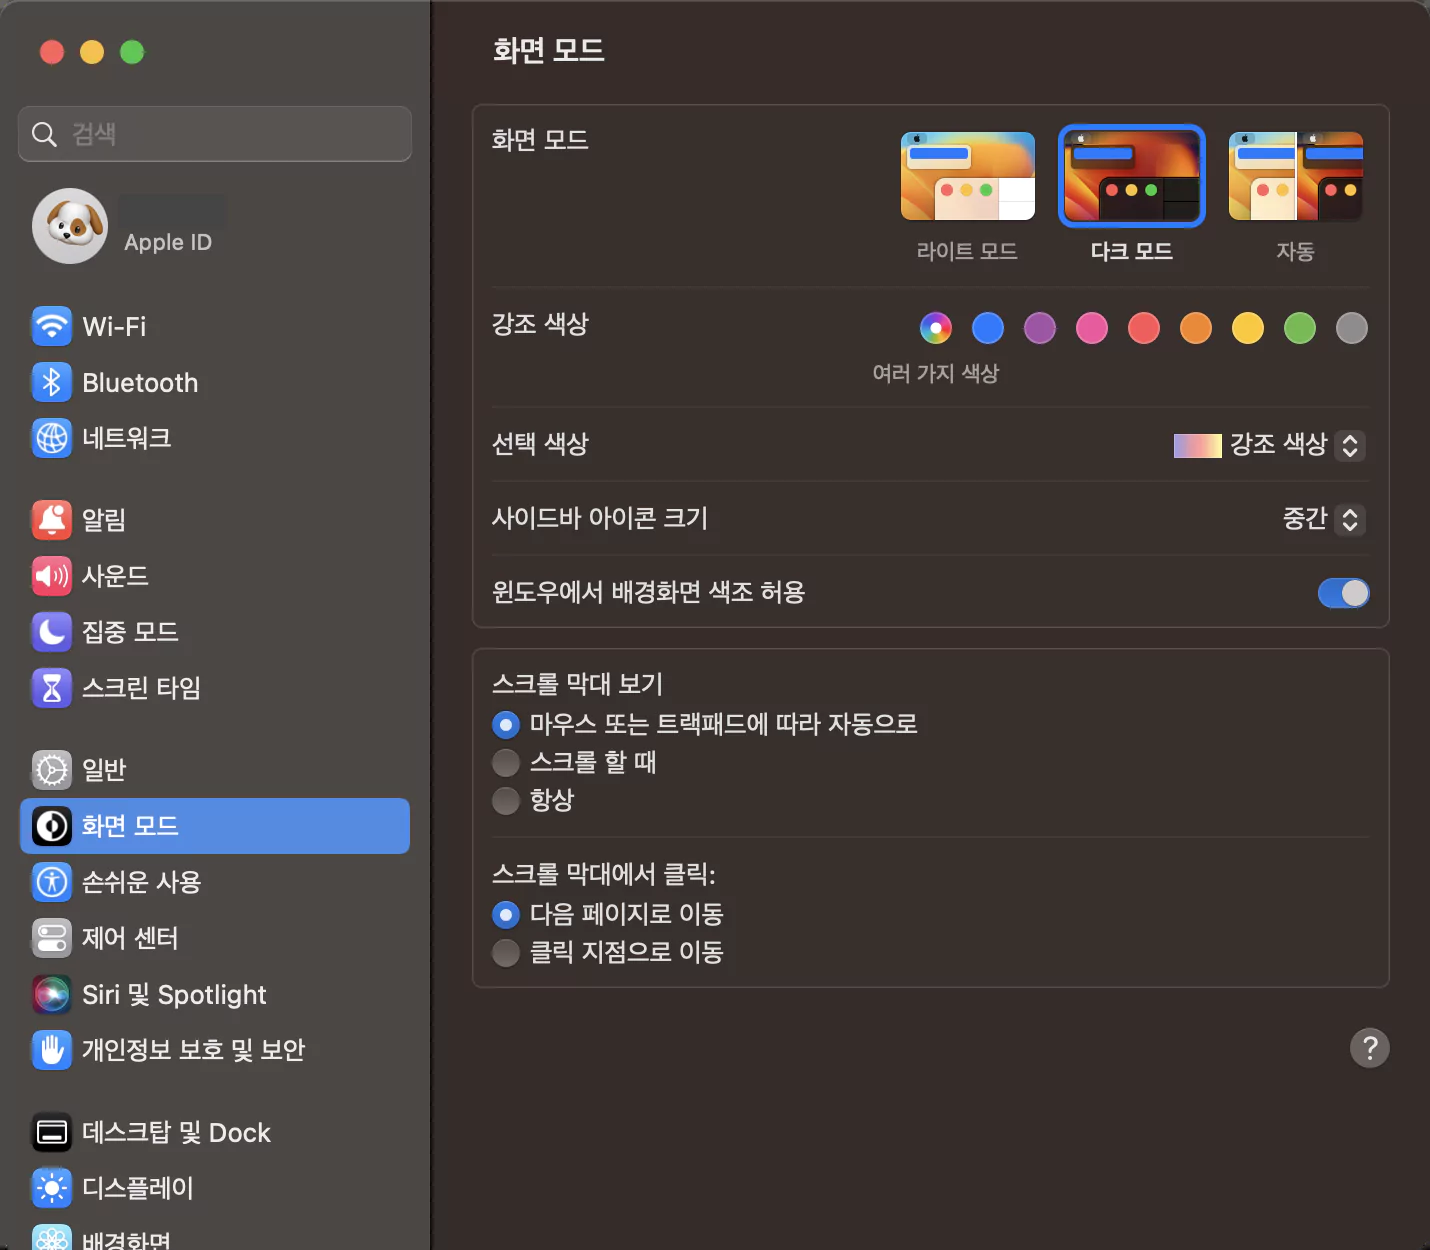 검색
Apple ID
Wi-Fi
Bluetooth
네트워크
알림
사운드
집중 모드
스크린 타임
일반
화면 모드
손쉬운 사용
제어 센터
Siri 및 Spotlight
개인정보 보호 및 보안
데스크탑 및 Dock
디스플레이
배경화면
화면 모드
화면 모드
라이트 모드
다크 모드
자동
강조 색상
여러 가지 색상
선택 색상
강조 색상
사이드바 아이콘 크기
중간
윈도우에서 배경화면 색조 허용
스크롤 막대 보기
마우스 또는 트랙패드에 따라 자동으로
스크롤 할 때
항상
스크롤 막대에서 클릭:
다음 페이지로 이동
클릭 지점으로 이동
?